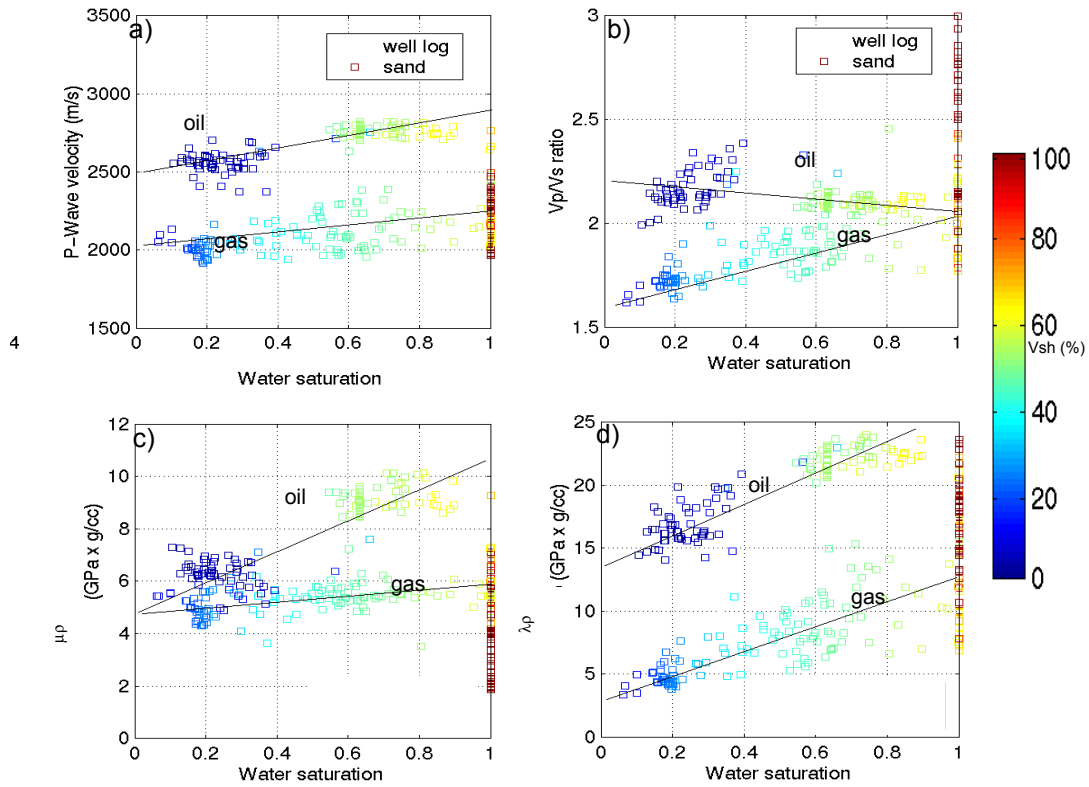 a)
well log
sand
oil
gas
3500
3000
2500
2000
1500
0
0.2
0.4
0.6
0.8
1
P-Wave velocity (m/s)
Water saturation
b)
well log
sand
oil
gas
3
2.5
2
1.5
0
0.2
0.4
0.6
0.8
1
Vp/Vs ratio
Water saturation
100
80
60
Vsh (%)
40
20
0
4
c)
oil
gas
12
10
8
6
4
2
0
0
0.2
0.4
0.6
0.8
1
μρ (GPa x g/cc)
Water saturation
d)
oil
gas
25
20
15
10
5
0
0
0.2
0.4
0.6
0.8
1
λρ (GPa x g/cc)
Water saturation